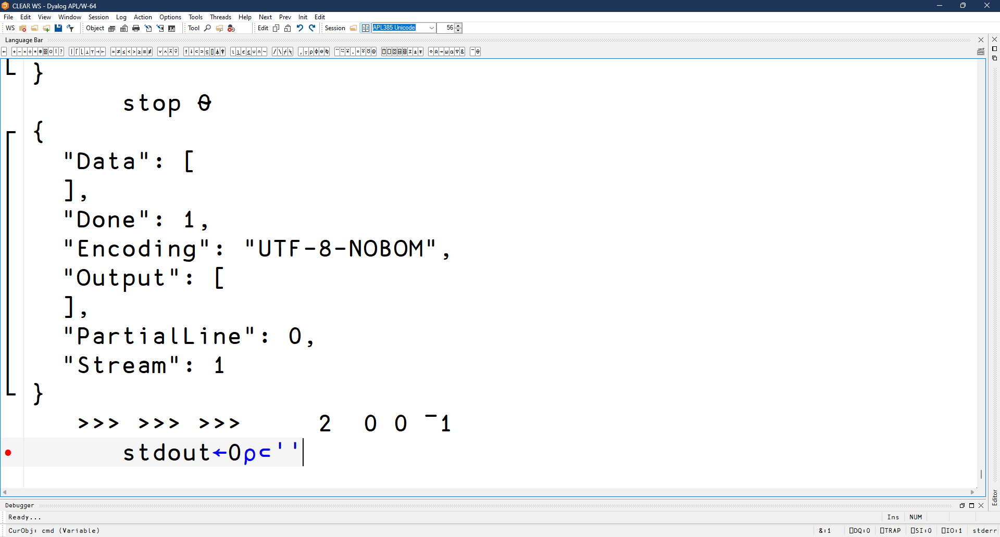 CLEAR WS - Dyalog APL/W-64
File Edit View Window Session Log Action Options Tools Threads Help Next Prev Init Edit
WS Object Tool Edit Session APL385 Unicode 56
Language Bar
← +-×÷*⍟⌹○!? |⌈⌊⊥⊤⊣⊢ =≠≤<>≥≡≢ ∨∧⍲⍱ ↑↓⊂⊃⊆⌷⍋⍒ ⍳⍸∊⍷∪∩~ /\⌿⍀ ,⍪⍴⌽⊖⍉ ¨⍨⍣.∘⍤⍥@ ⍞⎕⍠⌸⌺⌶⍎⍕ ⋄⍝→⍵⍺∇& ¯⍬
}
stop ⍬
{
"Data": [
],
"Done": 1,
"Encoding": "UTF-8-NOBOM",
"Output": [
],
"PartialLine": 0,
"Stream": 1
}
>>> >>> >>> 2 0 0 ¯1
stdout←0⍴⊂''
Editor
Debugger
Ready...
Ins NUM
CurObj: cmd (Variable)
&:1 ⎕DQ:0 ⎕TRAP ⎕SI:0 ⎕IO:1 stderr